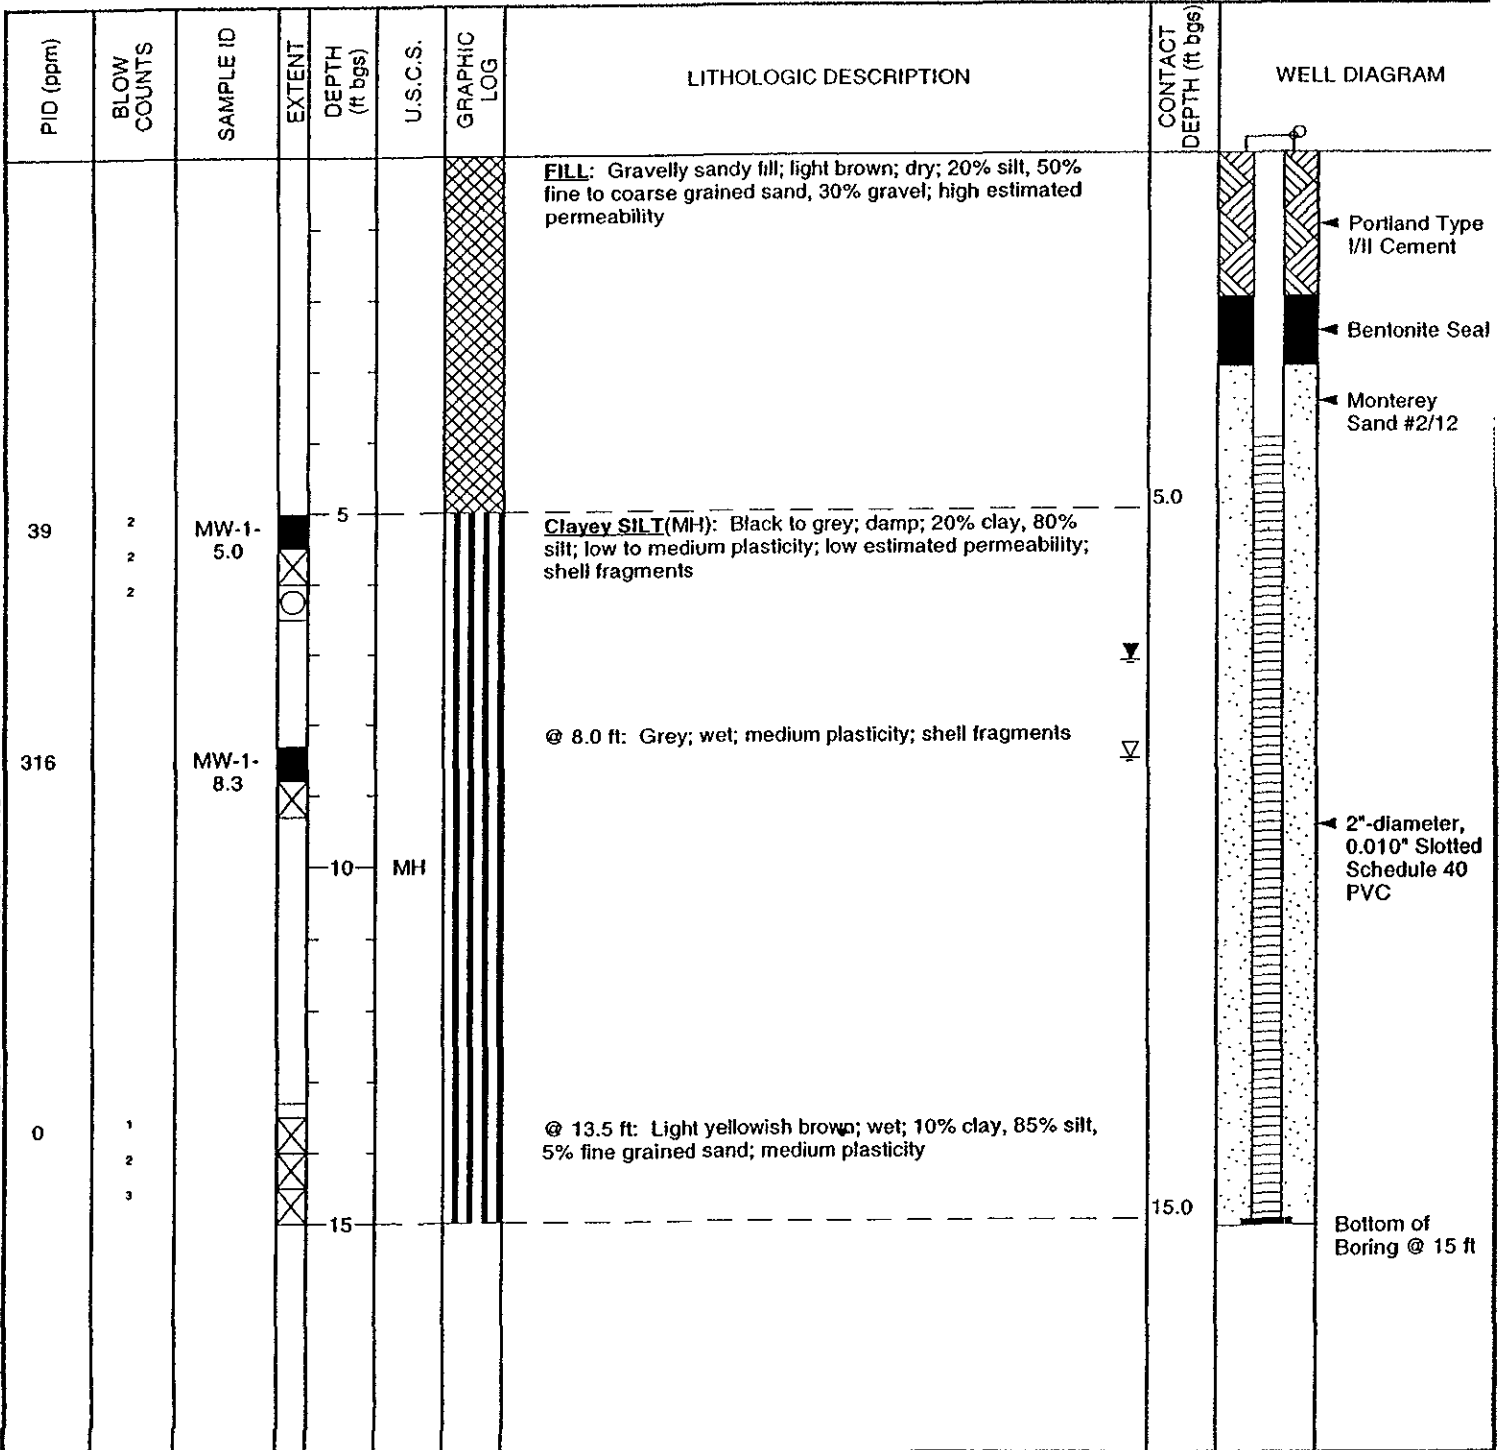 PID (ppm)
BLOW
COUNTS
SAMPLE ID
EXTENT
DEPTH
(ft bgs)
U.S.C.S.
GRAPHIC
LOG
LITHOLOGIC DESCRIPTION
CONTACT
DEPTH (ft bgs)
WELL DIAGRAM
FILL: Gravelly sandy fill; light brown; dry; 20% silt, 50%
fine to coarse grained sand, 30% gravel; high estimated
permeability
Portland Type
I/II Cement
Bentonite Seal
Monterey
Sand #2/12
39
2
2
2
MW-1-
5.0
5
Clayey SILT(MH): Black to grey; damp; 20% clay, 80%
silt; low to medium plasticity; low estimated permeability;
shell fragments
5.0
316
MW-1-
8.3
@ 8.0 ft: Grey; wet; medium plasticity; shell fragments
10
MH
2"-diameter,
0.010" Slotted
Schedule 40
PVC
0
1
2
3
@ 13.5 ft: Light yellowish brown; wet; 10% clay, 85% silt,
5% fine grained sand; medium plasticity
15
15.0
Bottom of
Boring @ 15 ft